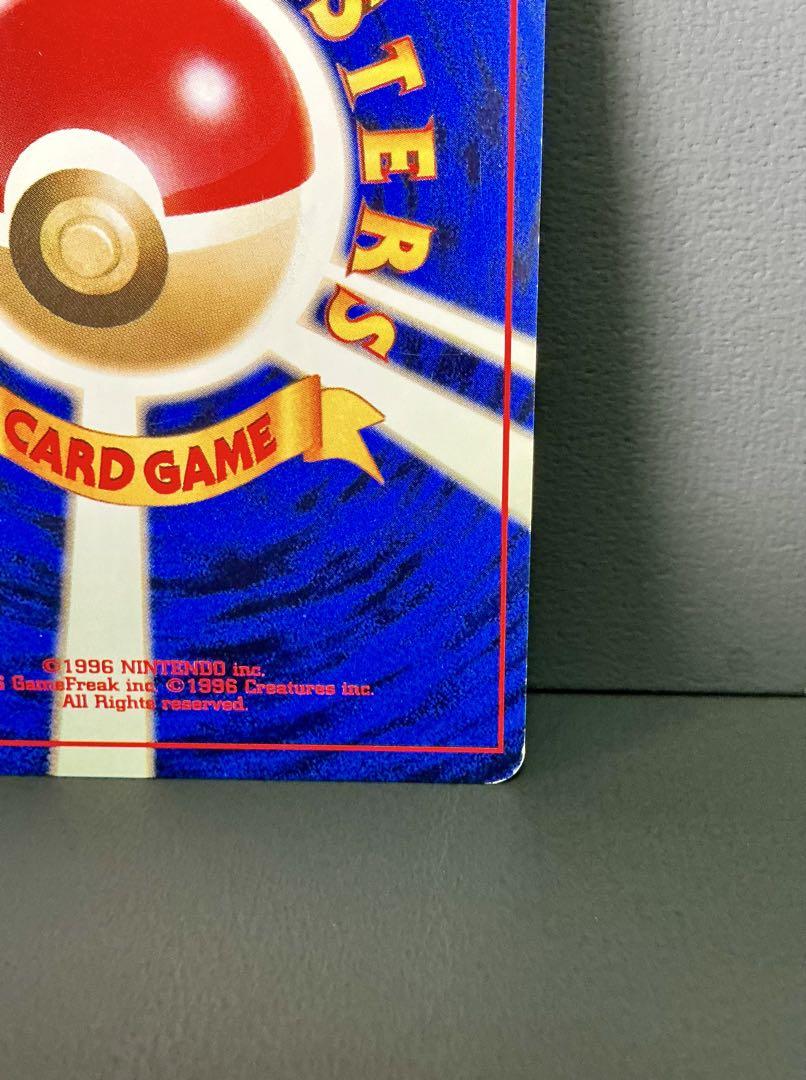 STERS
CARD GAME
©1996 NINTENDO inc.
GameFreak inc. ©1996 Creatures inc.
All Rights reserved.